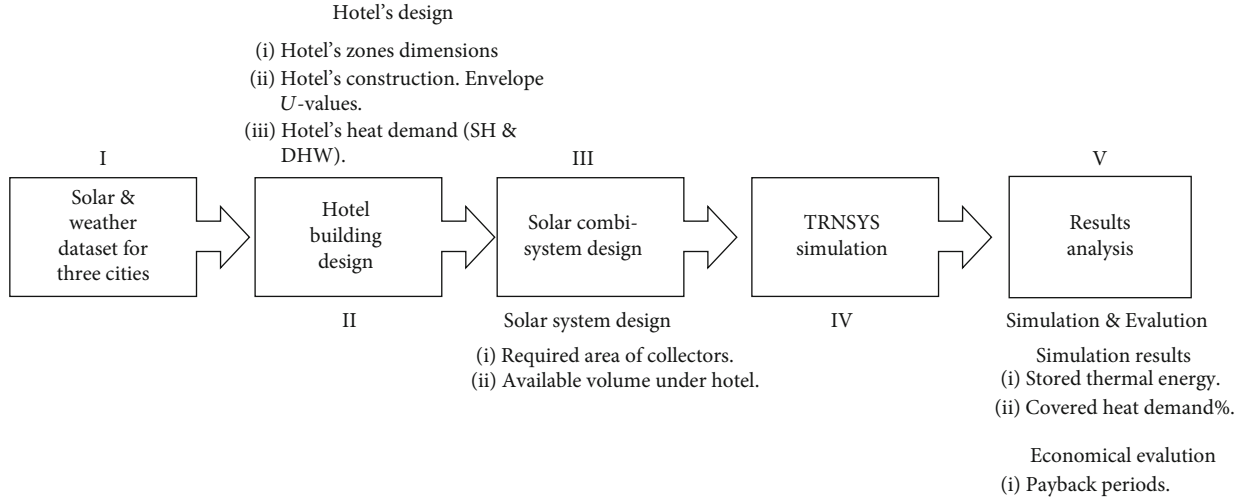 Hotel's design
(i) Hotel's zones dimensions
(ii) Hotel's construction. Envelope
U-values.
(iii) Hotel's heat demand (SH &
DHW).
I
Solar &
weather
dataset for
three cities
Hotel
building
design
II
III
Solar combi-
system design
Solar system design
(i) Required area of collectors.
(ii) Available volume under hotel.
TRNSYS
simulation
IV
V
Results
analysis
Simulation & Evalution
Simulation results
(i) Stored thermal energy.
(ii) Covered heat demand%.
Economical evalution
(i) Payback periods.